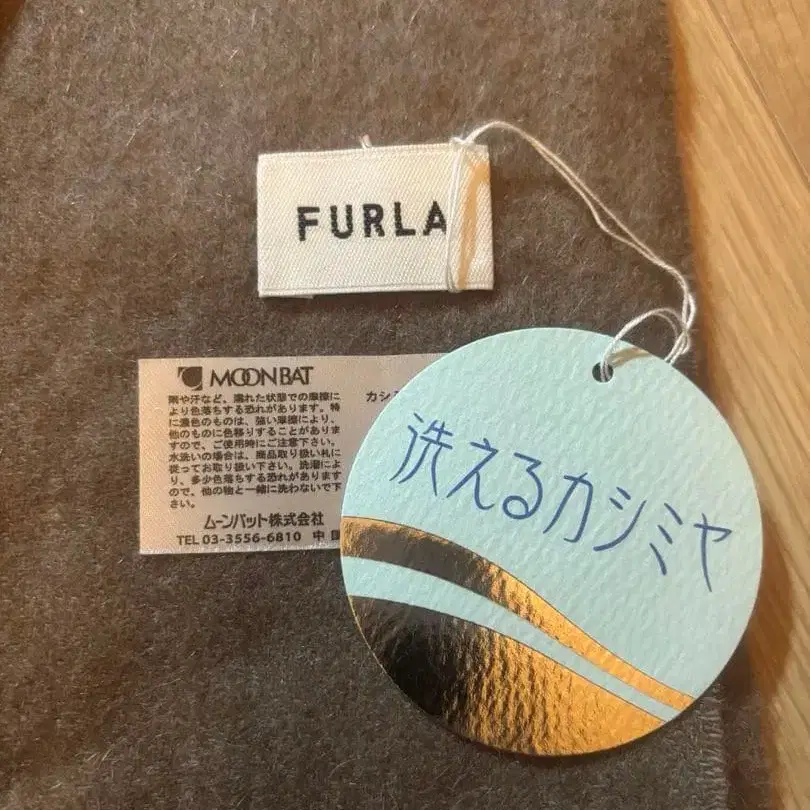 FURLA
MOONBAT
雨や汗など、濡れた状態での摩擦に
より色落ちする恐れがあります。特
に濃色のものは、強い摩擦により、
他のものに色移りすることがありま
すので、ご使用時にご注意下さい。
水洗いの場合は、商品取り扱い札に
従ってお取り扱い下さい。洗濯によ
り、多少色落ちする恐れがあります
ので、他の物と一緒に洗わないで下
さい。
ムーンバット株式会社
TEL 03-3556-6810 中国
カシ
洗えるカシミヤ